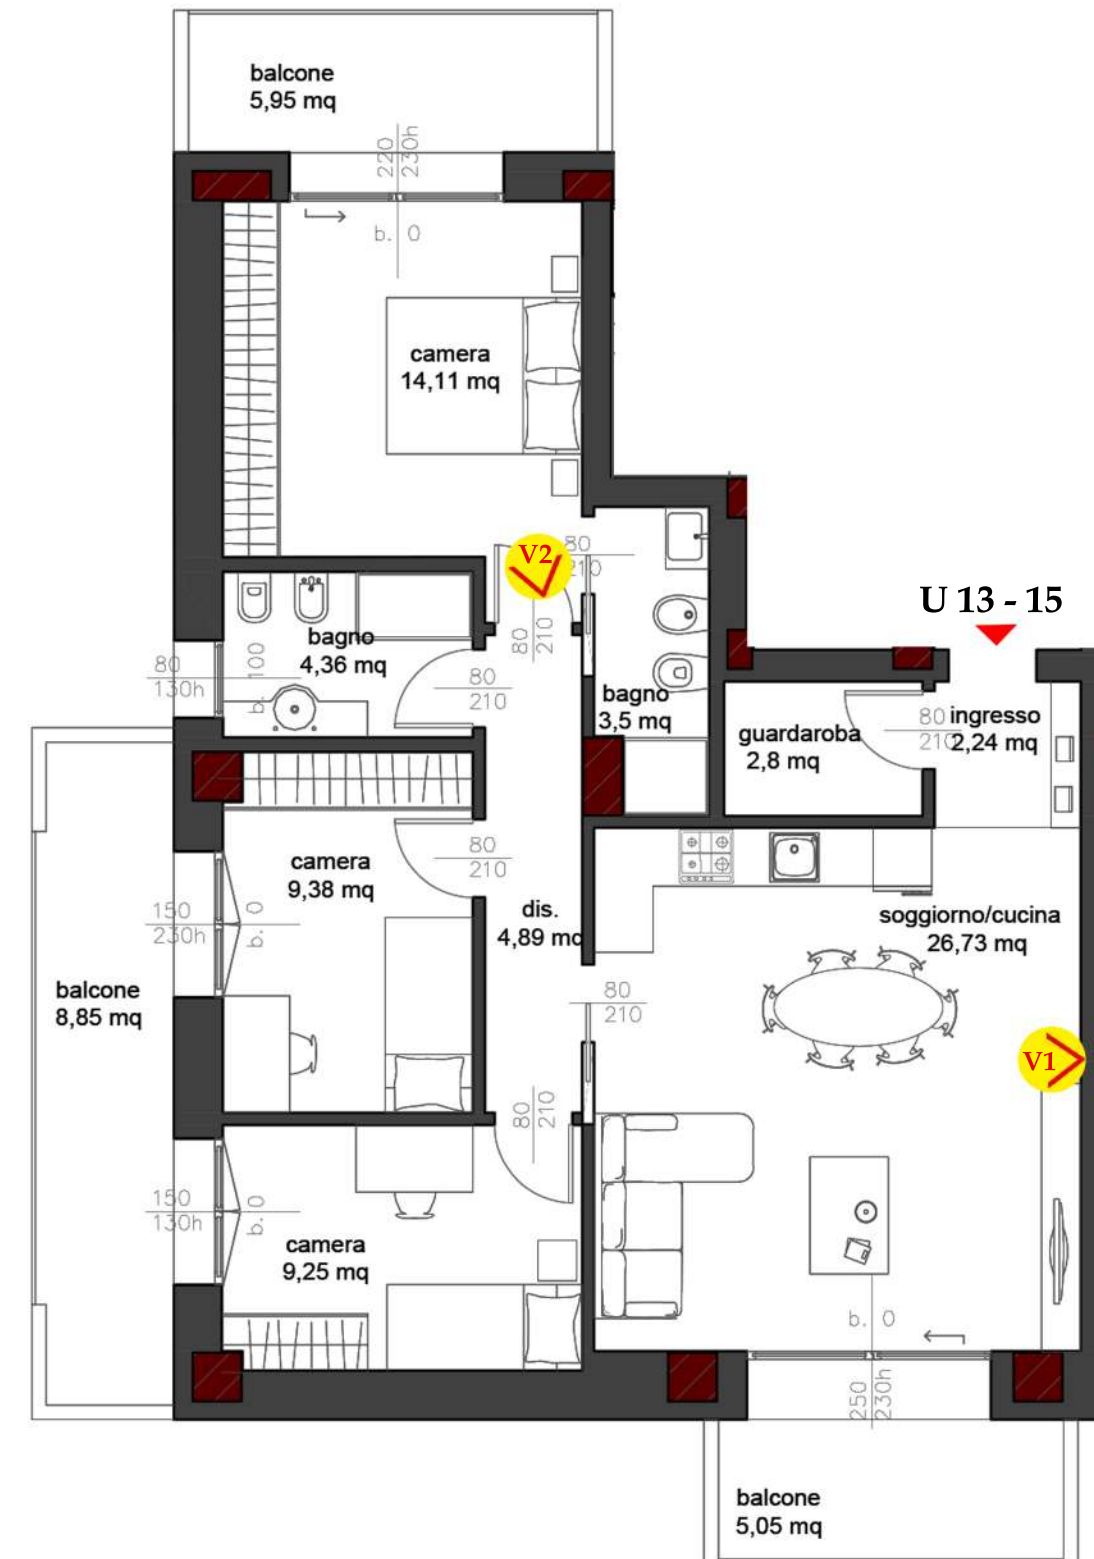 balcone
5,95 mq
220
230h
b. 0
camera
14,11 mq
V2
80
210
80
210
U 13 - 15
bagno
4,36 mq
80
130h
b. 100
80
210
bagno
3,5 mq
guardaroba
2,8 mq
80
210
ingresso
2,24 mq
camera
9,38 mq
80
210
150
230h
b. 0
dis.
4,89 mq
soggiorno/cucina
26,73 mq
balcone
8,85 mq
80
210
V1
80
210
150
130h
b. 0
camera
9,25 mq
b. 0
250
230h
balcone
5,05 mq